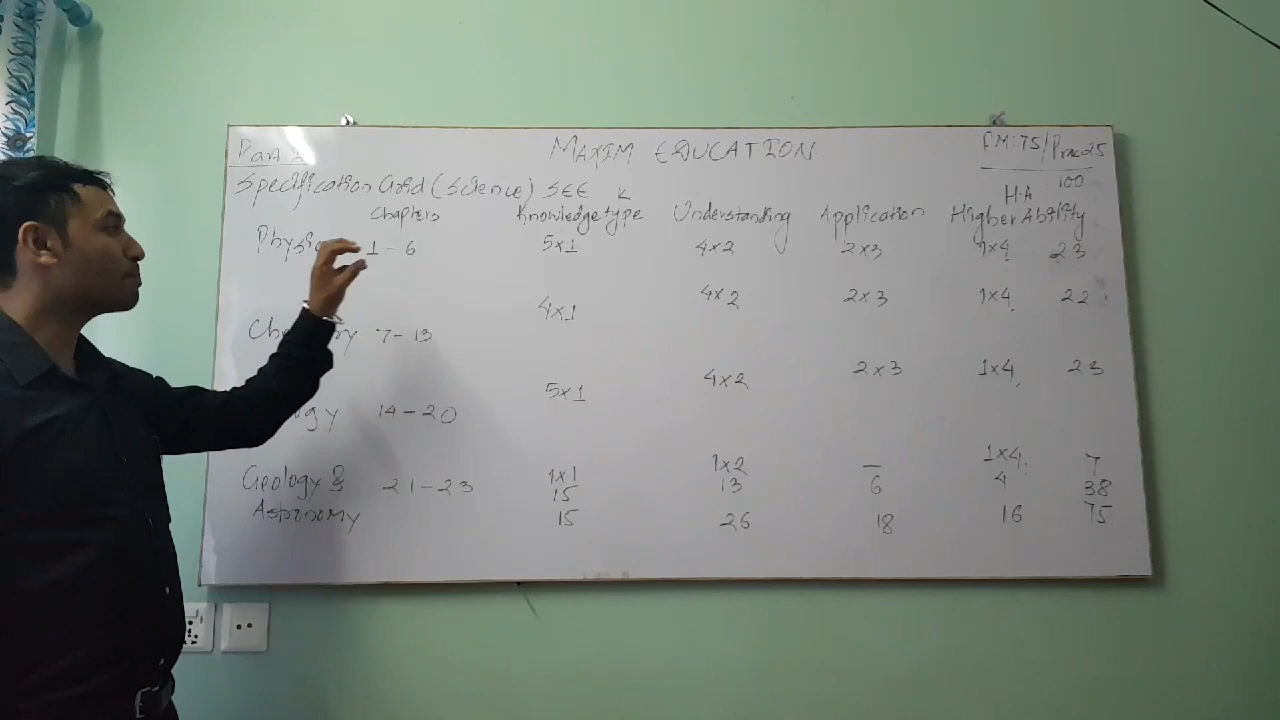 Part 1 MAXIM EDUCATION F.M:75/Prac 25
Specification Grid (Science) SEE K H.A 100
Chapters Knowledge type Understanding Application Higher Ability
Physics 1-6 5x1 4x2 2x3 1x4 23
4x1 4x2 2x3 1x4 22
Chemistry 7-13
5x1 4x2 2x3 1x4 23
14-20
Geology & 21-23 1x1 1x2 — 1x4 7
15 13 6 4 38
Astronomy 15 26 18 16 75